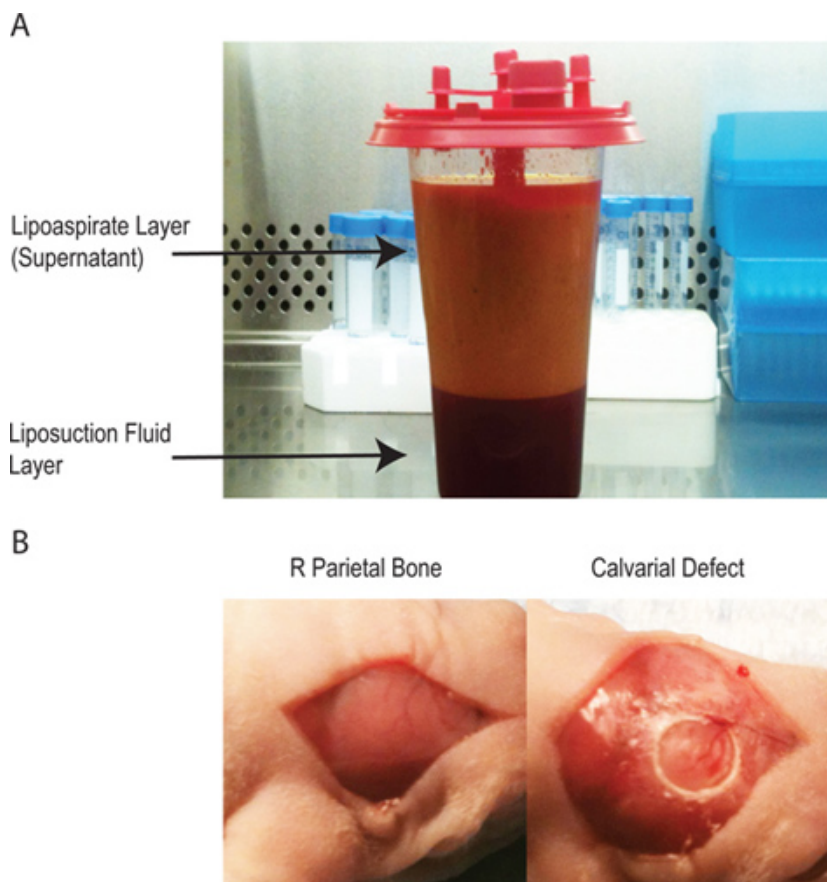 A
Lipoaspirate Layer
(Supernatant)
Liposuction Fluid
Layer
B
R Parietal Bone
Calvarial Defect